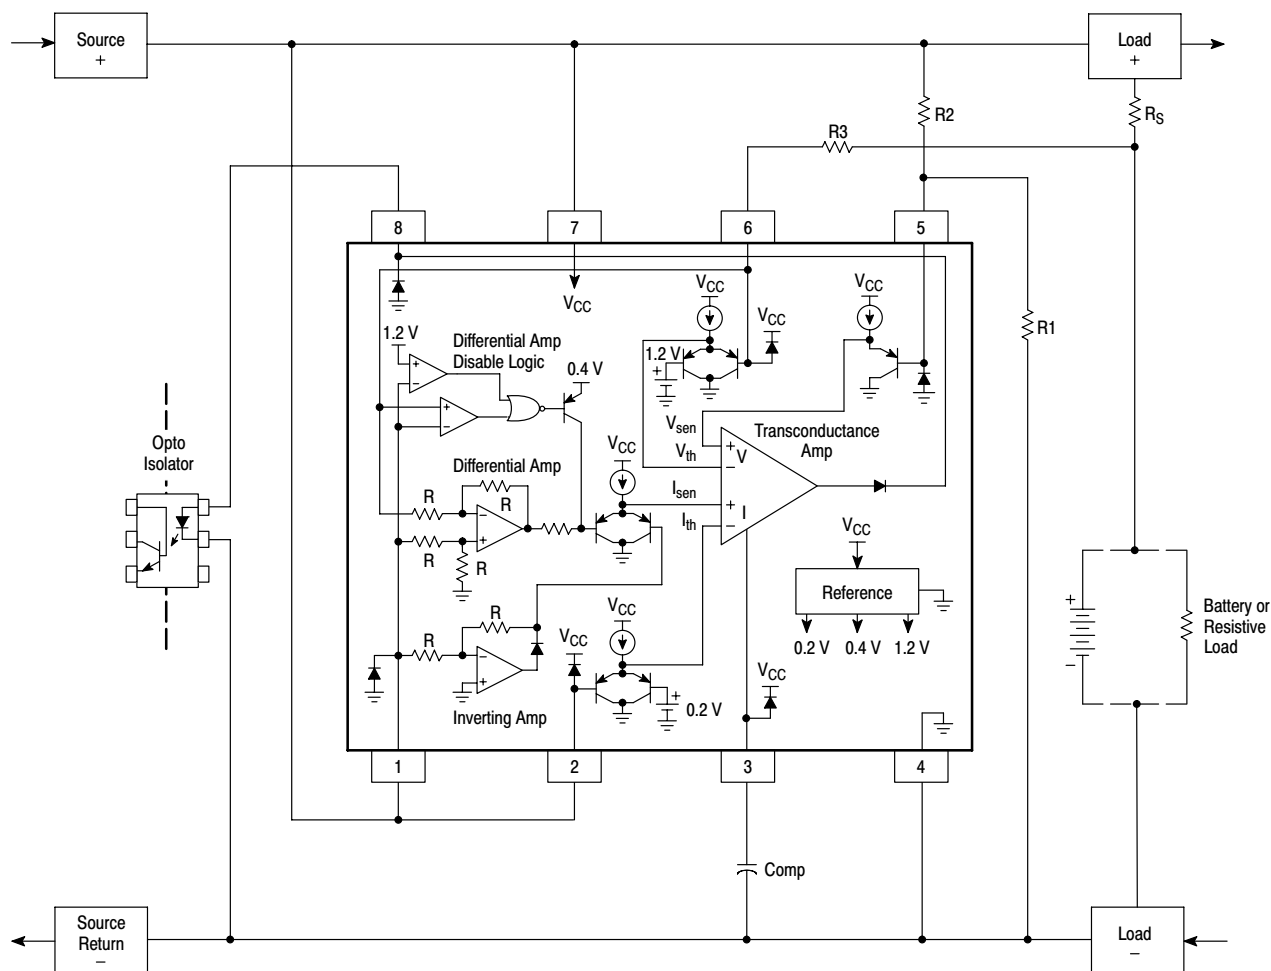 Source
+
Load
+
R2
RS
R3
8
7
6
5
VCC
1.2 V
Differential Amp
Disable Logic
0.4 V
VCC
1.2 V
+
VCC
VCC
R1
+
−
+
−
Vsen
Vth
Isen
Ith
+
V
−
+
I
−
Transconductance
Amp
Opto
Isolator
Differential Amp
R
R
−
+
R
R
VCC
VCC
Reference
0.2 V
0.4 V
1.2 V
+
−
Battery or
Resistive
Load
R
R
−
+
Inverting Amp
VCC
VCC
+
0.2 V
VCC
1
2
3
4
Comp
Source
Return
−
Load
−